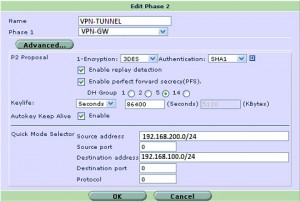 Edit Phase 2
Name VPN-TUNNEL
Phase 1 VPN-GW
Advanced...
P2 Proposal 1-Encryption: 3DES Authentication: SHA1
Enable replay detection
Enable perfect forward secrecy(PFS).
DH Group 1 2 5 14
Keylife: Seconds 86400 (Seconds) 5120 (KBytes)
Autokey Keep Alive Enable
Quick Mode Selector Source address 192.168.200.0/24
Source port 0
Destination address 192.168.100.0/24
Destination port 0
Protocol 0
OK Cancel